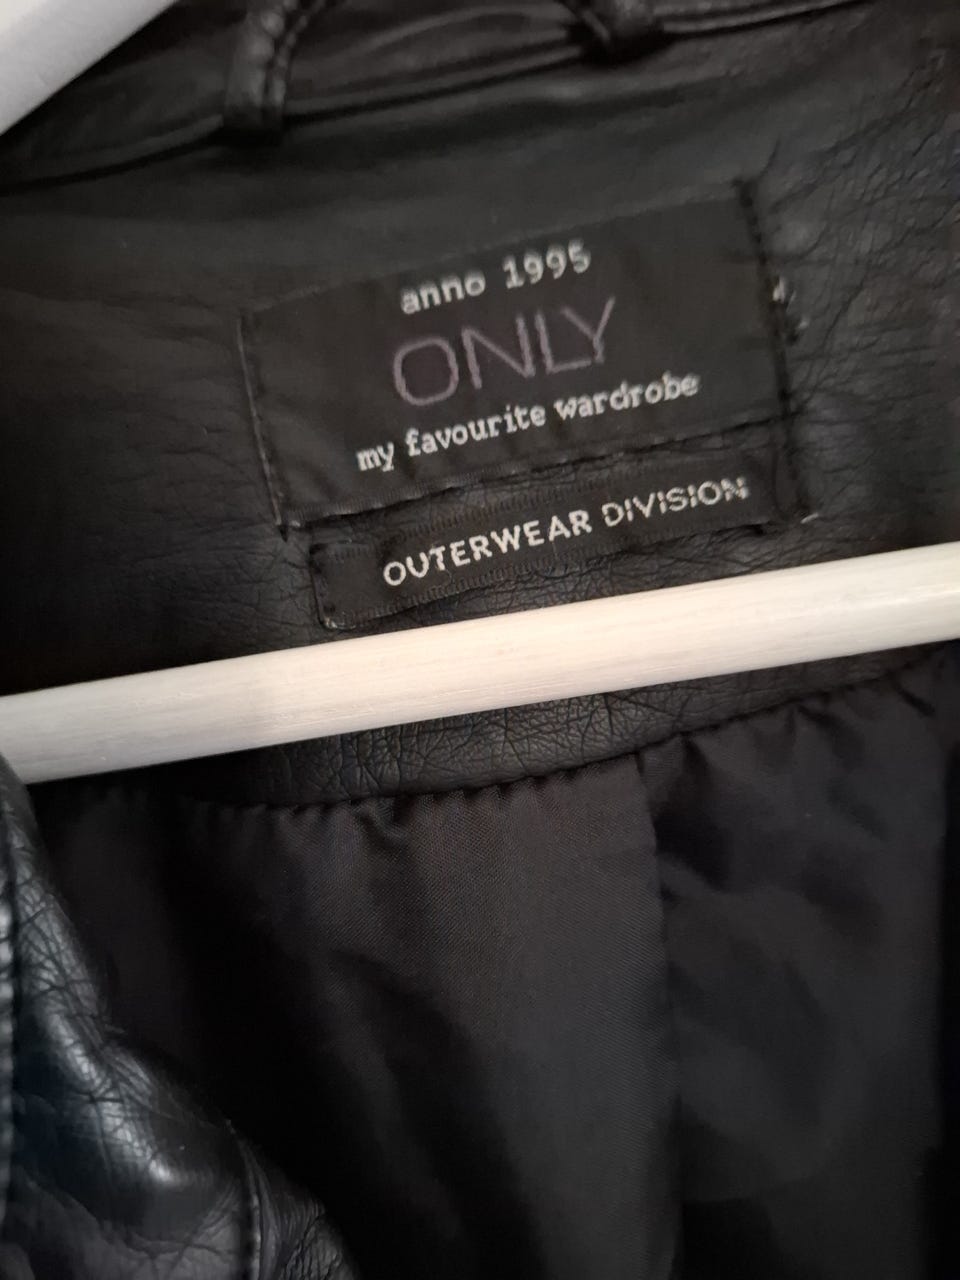 anno 1995
ONLY
my favourite wardrobe
OUTERWEAR DIVISION